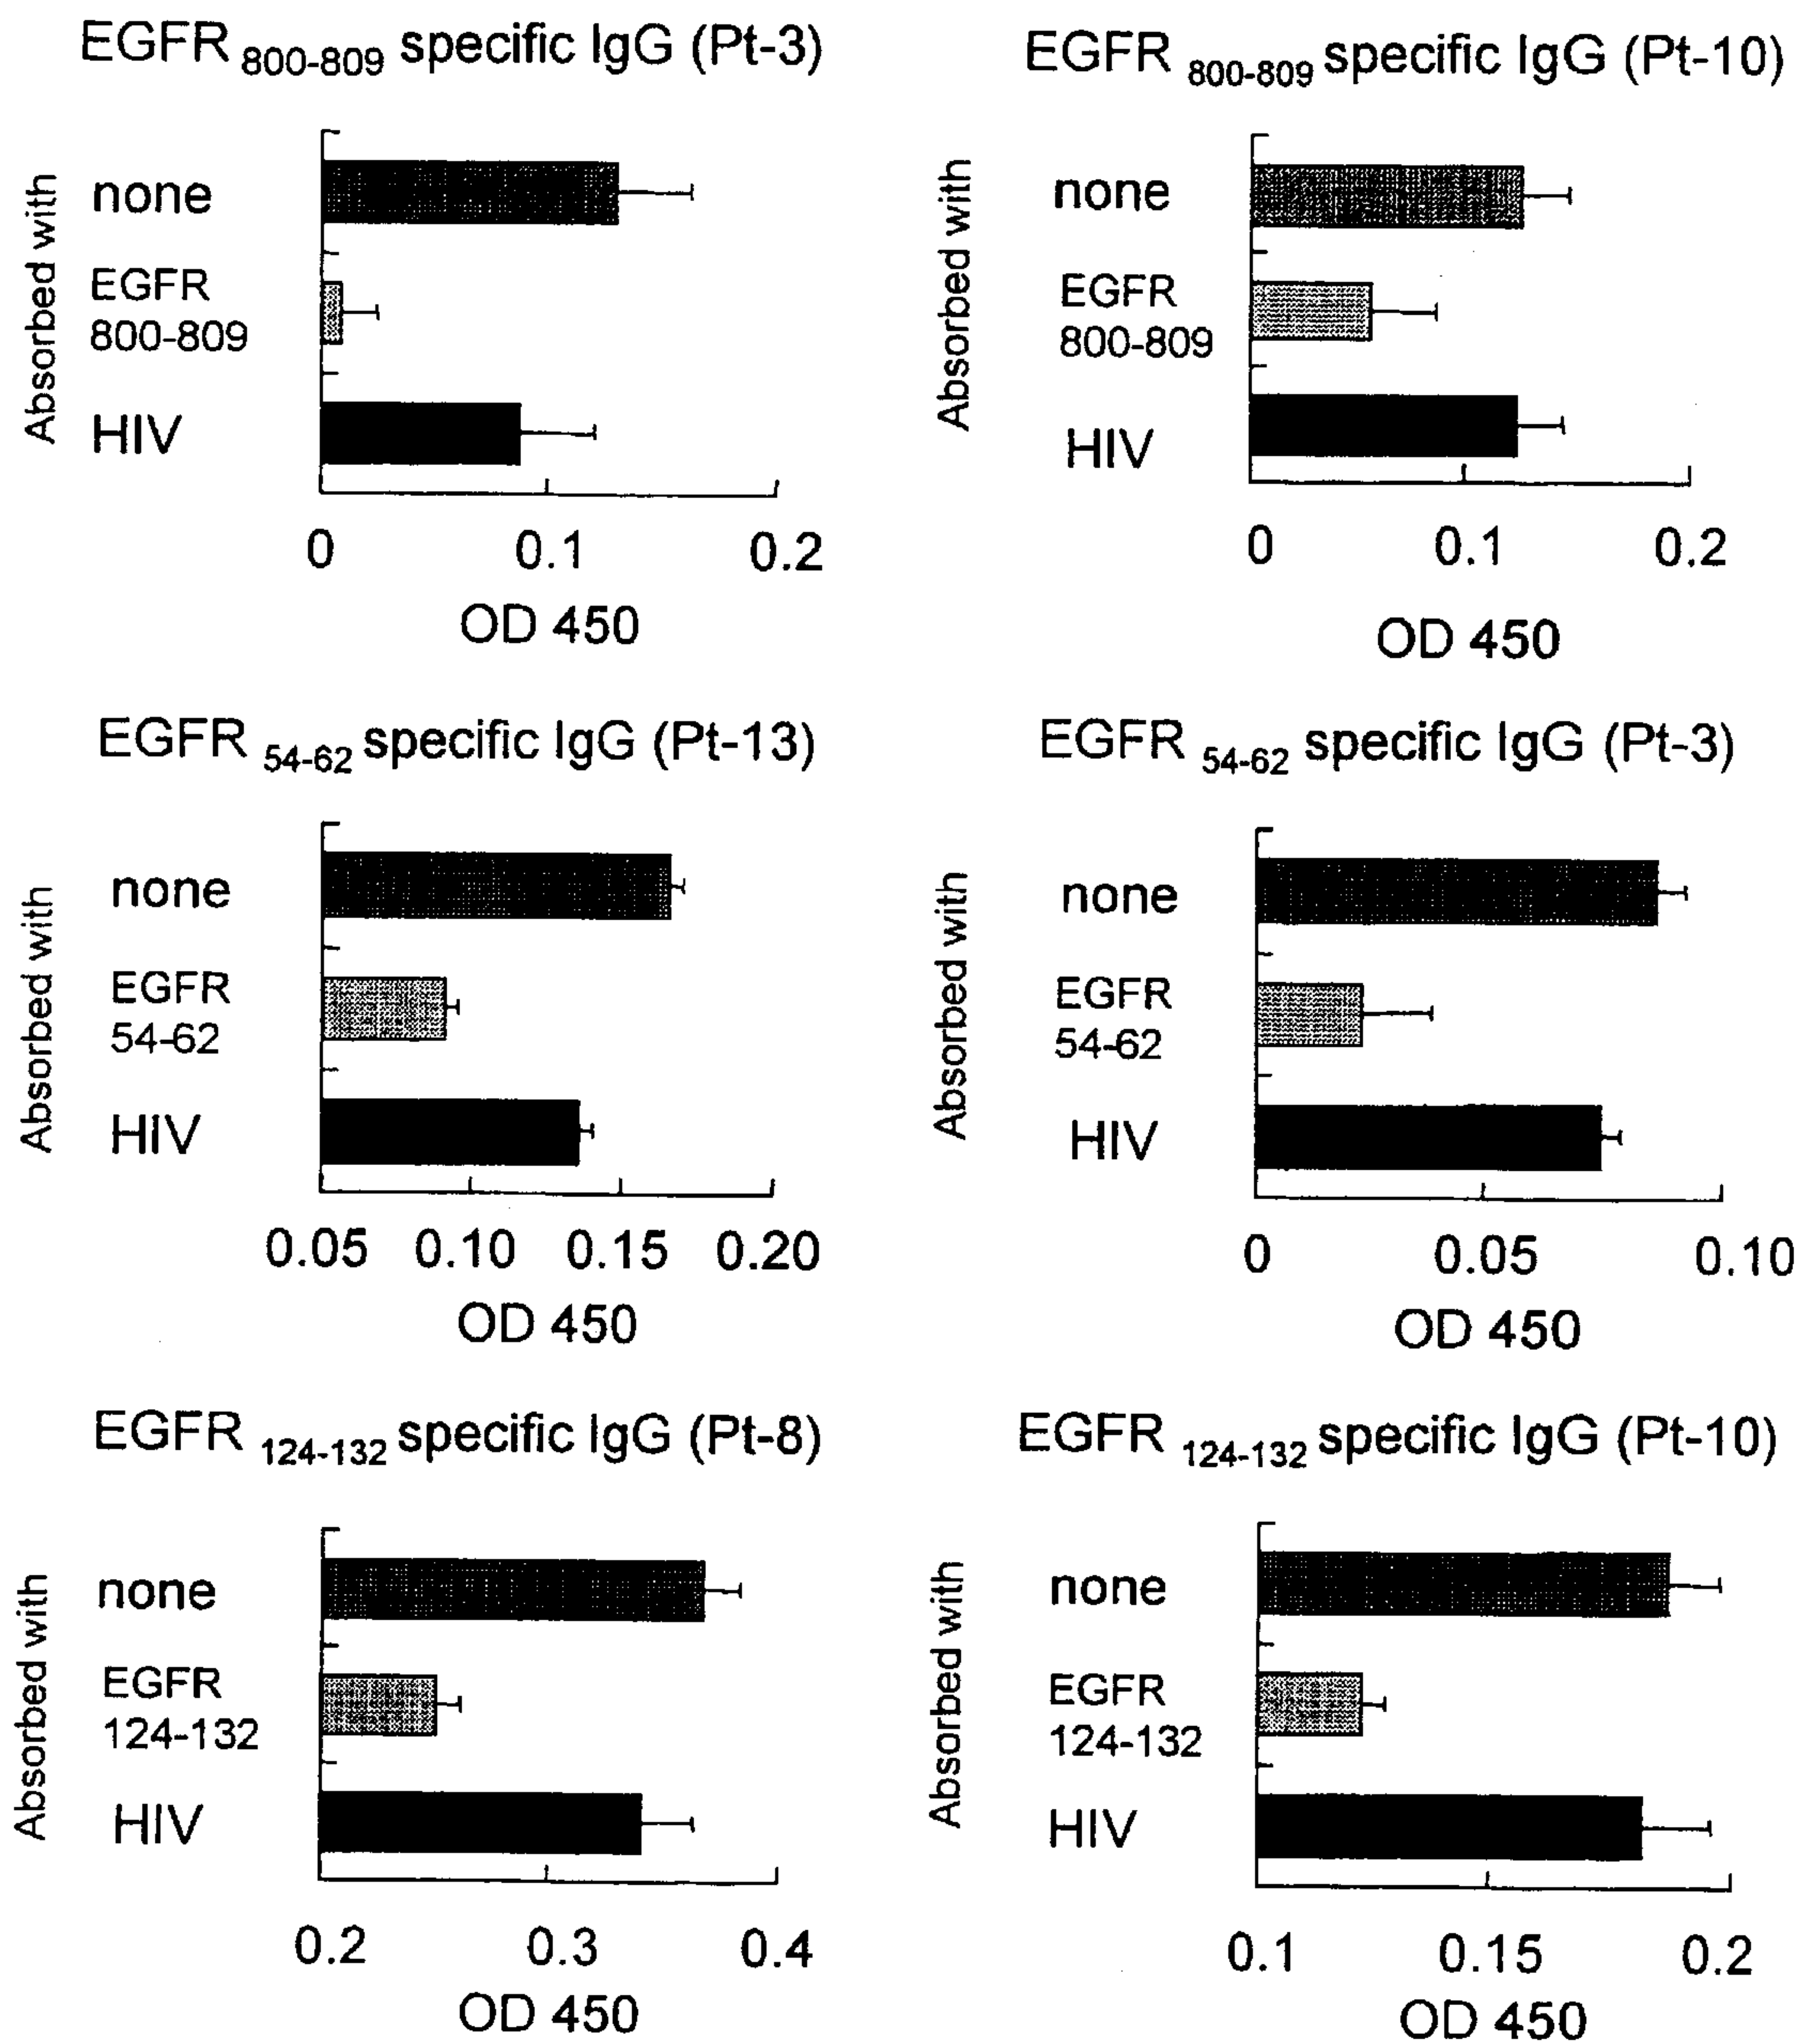 EGFR 800-809 specific IgG (Pt-3)
Absorbed with
none
EGFR
800-809
HIV
0 0.1 0.2
OD 450
EGFR 800-809 specific IgG (Pt-10)
Absorbed with
none
EGFR
800-809
HIV
0 0.1 0.2
OD 450
EGFR 54-62 specific IgG (Pt-13)
Absorbed with
none
EGFR
54-62
HIV
0.05 0.10 0.15 0.20
OD 450
EGFR 54-62 specific IgG (Pt-3)
Absorbed with
none
EGFR
54-62
HIV
0 0.05 0.10
OD 450
EGFR 124-132 specific IgG (Pt-8)
Absorbed with
none
EGFR
124-132
HIV
0.2 0.3 0.4
OD 450
EGFR 124-132 specific IgG (Pt-10)
Absorbed with
none
EGFR
124-132
HIV
0.1 0.15 0.2
OD 450